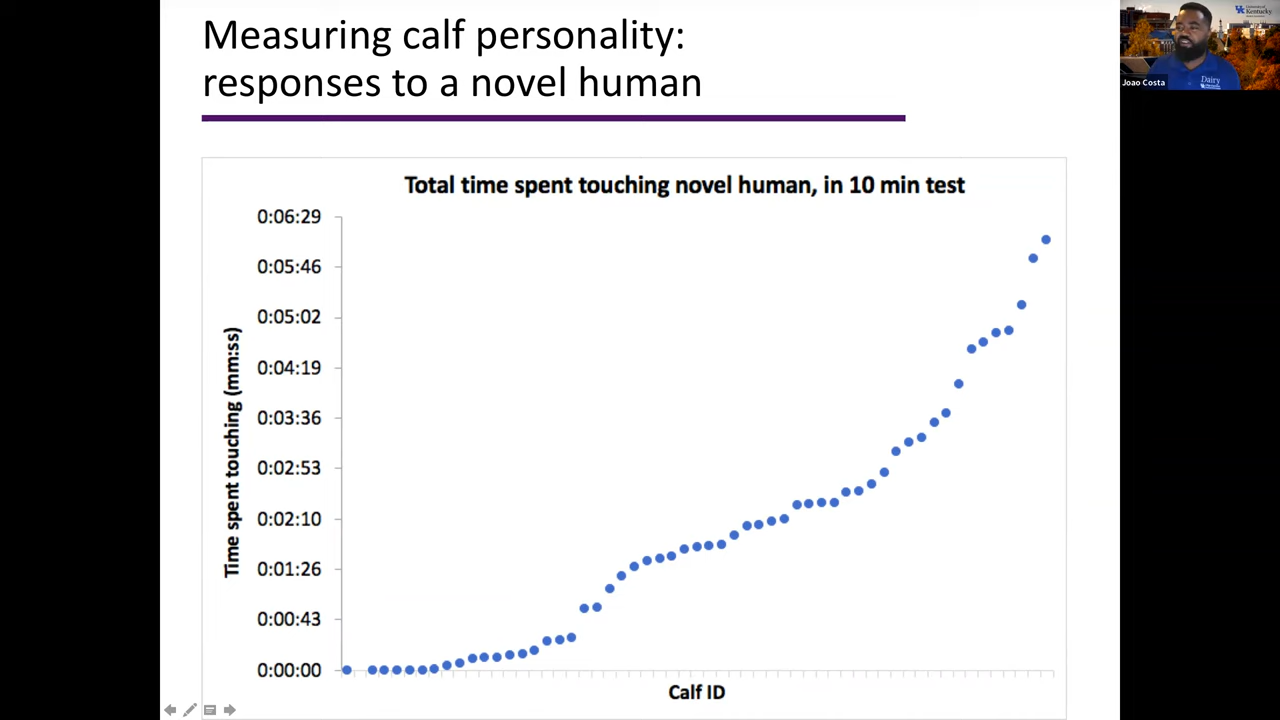 Measuring calf personality:
responses to a novel human
Total time spent touching novel human, in 10 min test
0:06:29
0:05:46
0:05:02
0:04:19
0:03:36
0:02:53
0:02:10
0:01:26
0:00:43
0:00:00
Time spent touching (mm:ss)
Calf ID
Kentucky
Joao Costa
Dairy